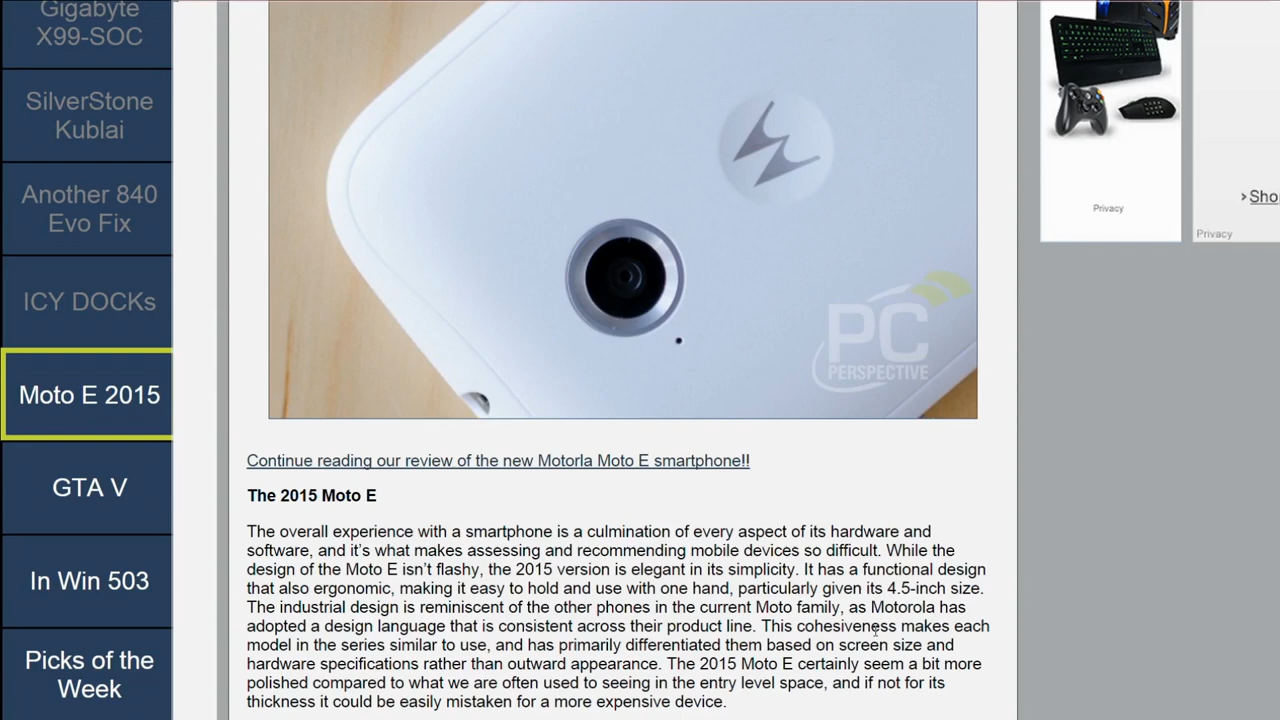 Gigabyte
X99-SOC
SilverStone
Kublai
Another 840
Evo Fix
ICY DOCKs
Moto E 2015
GTA V
In Win 503
Picks of the
Week
PC
PERSPECTIVE
Continue reading our review of the new Motorla Moto E smartphone!!
The 2015 Moto E
The overall experience with a smartphone is a culmination of every aspect of its hardware and
software, and it's what makes assessing and recommending mobile devices so difficult. While the
design of the Moto E isn't flashy, the 2015 version is elegant in its simplicity. It has a functional design
that also ergonomic, making it easy to hold and use with one hand, particularly given its 4.5-inch size.
The industrial design is reminiscent of the other phones in the current Moto family, as Motorola has
adopted a design language that is consistent across their product line. This cohesiveness makes each
model in the series similar to use, and has primarily differentiated them based on screen size and
hardware specifications rather than outward appearance. The 2015 Moto E certainly seem a bit more
polished compared to what we are often used to seeing in the entry level space, and if not for its
thickness it could be easily mistaken for a more expensive device.
Privacy
›Sho
Privacy